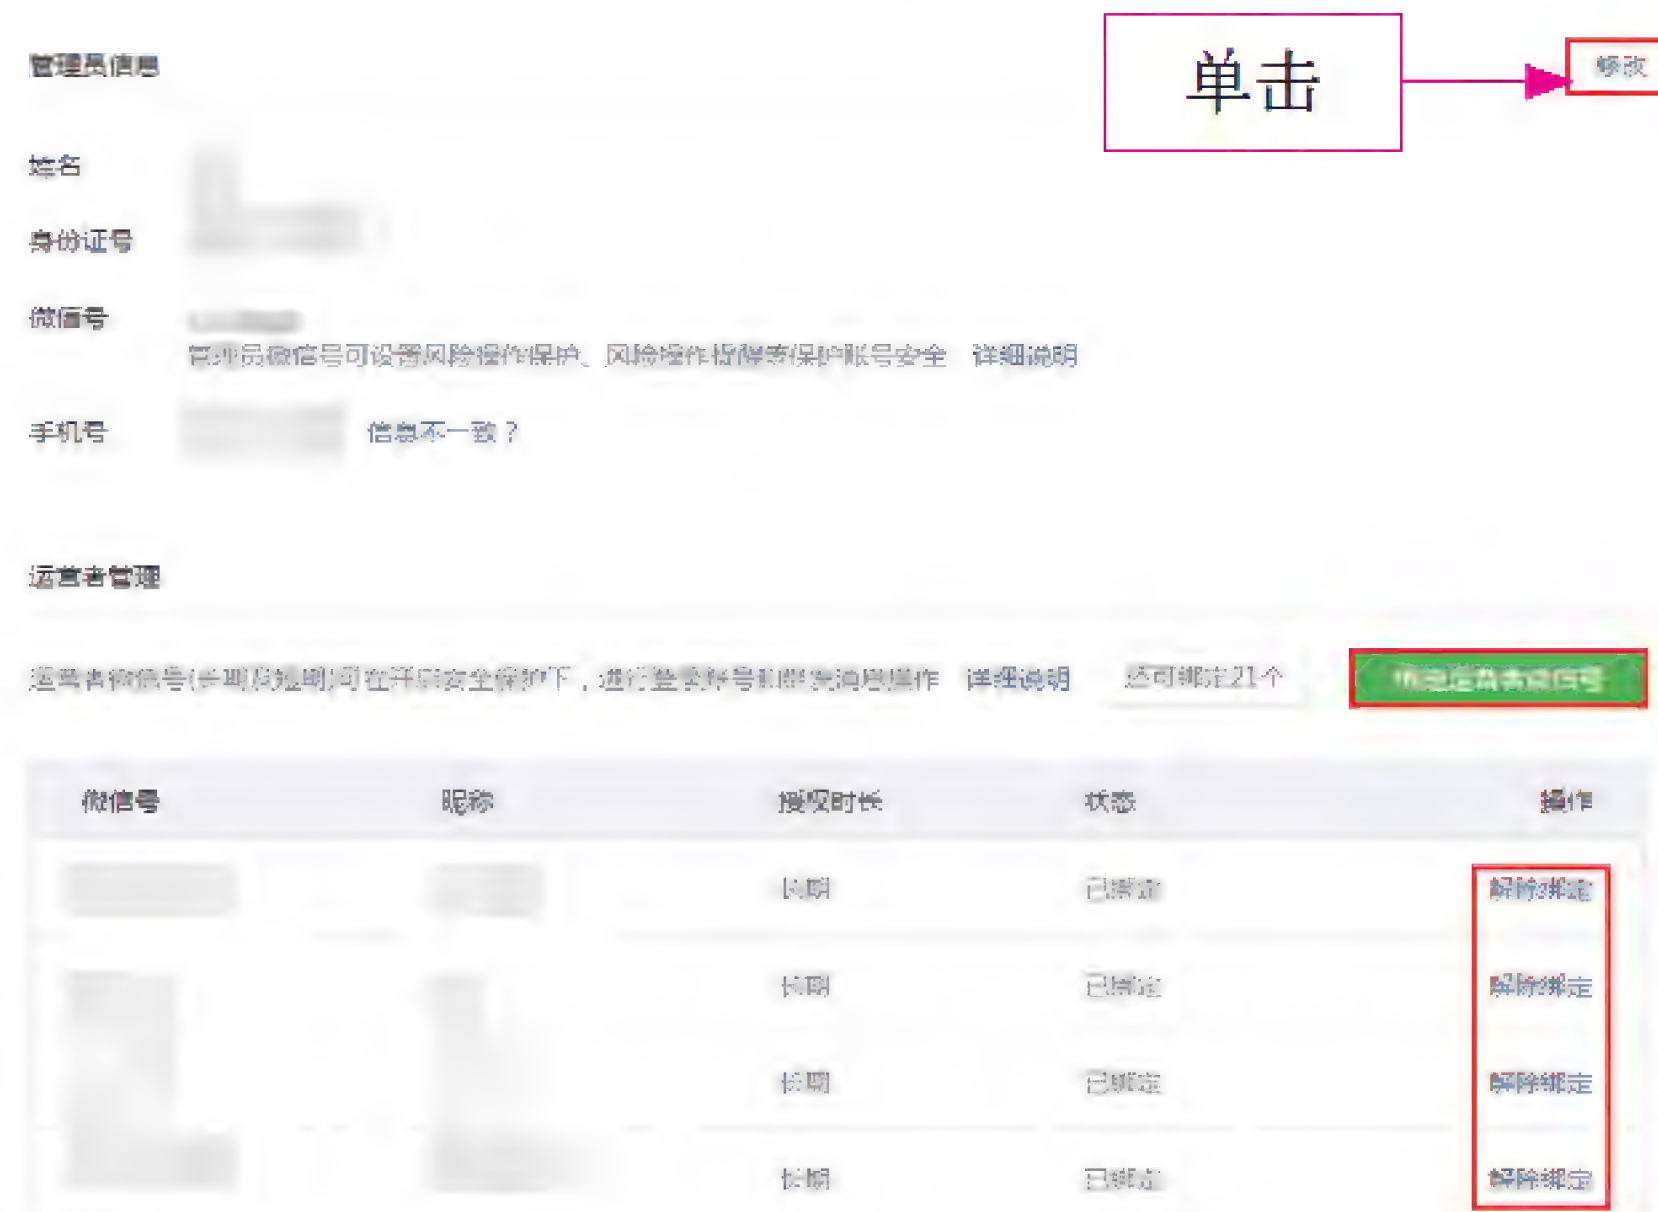 管理员信息
单击
修改
姓名
身份证号
微信号
管理员微信号可设置风险操作保护、风险操作提醒等保护账号安全 详细说明
手机号 信息不一致？
运营者管理
运营者微信号(长期及短期)可在开启安全保护下，进行登录账号和群发消息操作 详细说明 还可绑定21个 绑定运营者微信号
微信号 昵称 授权时长 状态 操作
长期 已绑定 解除绑定
长期 已绑定 解除绑定
长期 已绑定 解除绑定
长期 已绑定 解除绑定